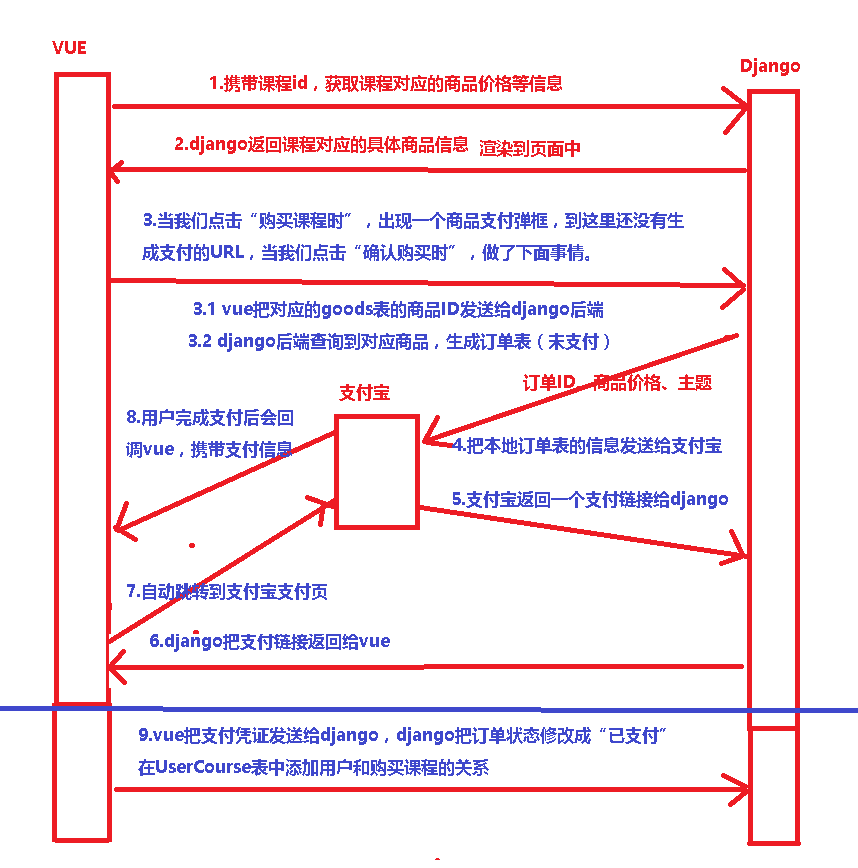 VUE
Django
1.携带课程id，获取课程对应的商品价格等信息
2.django返回课程对应的具体商品信息 渲染到页面中
3.当我们点击“购买课程时”，出现一个商品支付弹框，到这里还没有生
成支付的URL，当我们点击“确认购买时”，做了下面事情。
3.1 vue把对应的goods表的商品ID发送给django后端
3.2 django后端查询到对应商品，生成订单表（未支付）
订单ID、商品价格、主题
支付宝
8.用户完成支付后会回
调vue，携带支付信息
4.把本地订单表的信息发送给支付宝
5.支付宝返回一个支付链接给django
7.自动跳转到支付宝支付页
6.django把支付链接返回给vue
9.vue把支付凭证发送给django，django把订单状态修改成“已支付”
在UserCourse表中添加用户和购买课程的关系